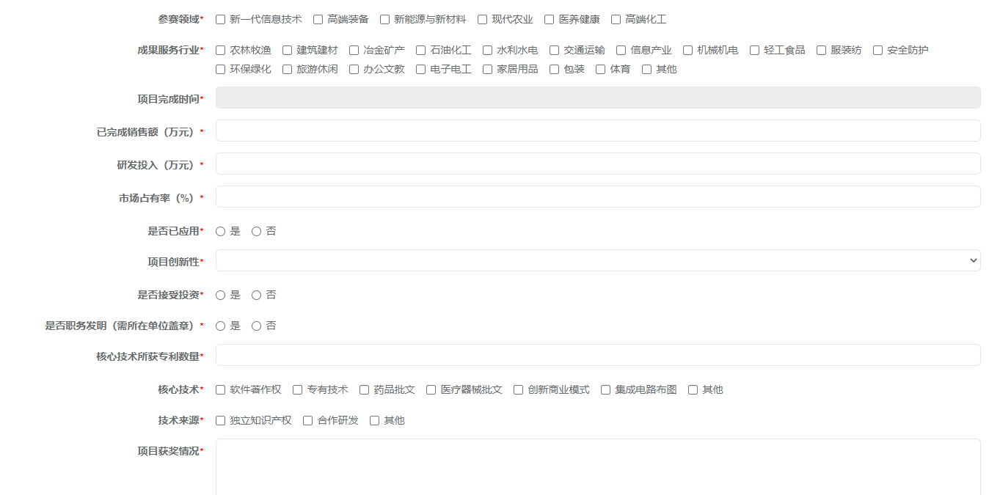 参赛领域* 新一代信息技术 高端装备 新能源与新材料 现代农业 医养健康 高端化工
成果服务行业* 农林牧渔 建筑建材 冶金矿产 石油化工 水利水电 交通运输 信息产业 机械机电 轻工食品 服装纺 安全防护
环保绿化 旅游休闲 办公文教 电子电工 家居用品 包装 体育 其他
项目完成时间*
已完成销售额（万元）*
研发投入（万元）*
市场占有率（%）*
是否已应用* 是 否
项目创新性*
是否接受投资* 是 否
是否职务发明（需所在单位盖章）* 是 否
核心技术所获专利数量*
核心技术* 软件著作权 专有技术 药品批文 医疗器械批文 创新商业模式 集成电路布图 其他
技术来源* 独立知识产权 合作研发 其他
项目获奖情况*